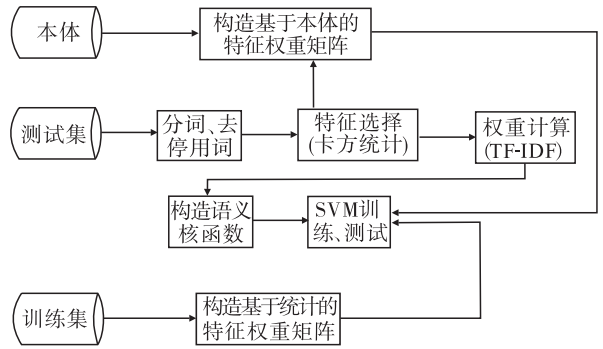 本体
构造基于本体的
特征权重矩阵
测试集
分词、去
停用词
特征选择
(卡方统计)
权重计算
(TF-IDF)
构造语义
核函数
SVM训
练、测试
训练集
构造基于统计的
特征权重矩阵